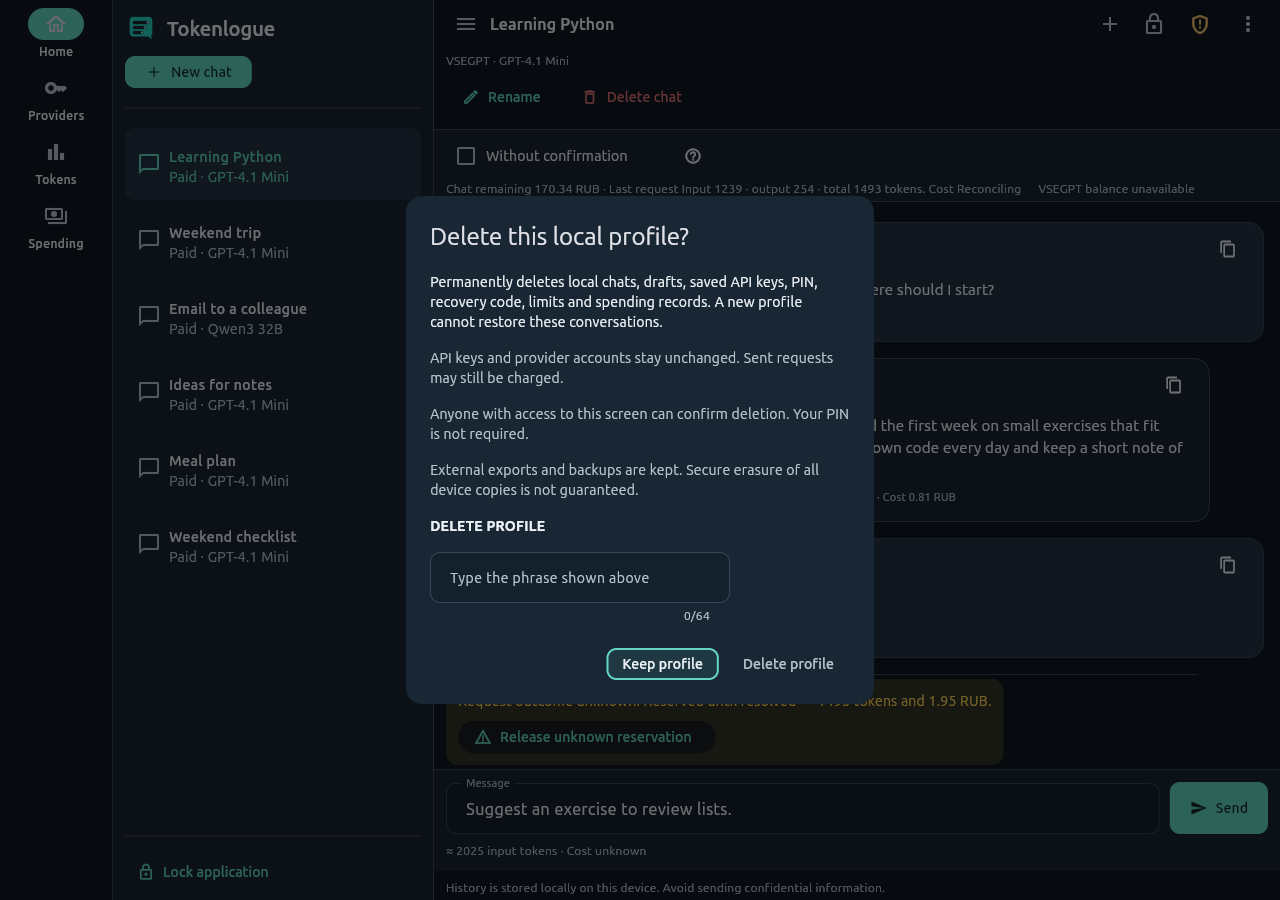 Home
Providers
Tokens
Spending
Tokenlogue
New chat
Learning Python
Paid · GPT-4.1 Mini
Weekend trip
Paid · GPT-4.1 Mini
Email to a colleague
Paid · Qwen3 32B
Ideas for notes
Paid · GPT-4.1 Mini
Meal plan
Paid · GPT-4.1 Mini
Weekend checklist
Paid · GPT-4.1 Mini
Lock application
Learning Python
VSEGPT · GPT-4.1 Mini
Rename
Delete chat
Without confirmation
Chat remaining 170.34 RUB · Last request Input 1239 · output 254 · total 1493 tokens. Cost Reconciling VSEGPT balance unavailable
should I start?
the first week on small exercises that fit
own code every day and keep a short note of
· Cost 0.81 RUB
Delete this local profile?
Permanently deletes local chats, drafts, saved API keys, PIN,
recovery code, limits and spending records. A new profile
cannot restore these conversations.
API keys and provider accounts stay unchanged. Sent requests
may still be charged.
Anyone with access to this screen can confirm deletion. Your PIN
is not required.
External exports and backups are kept. Secure erasure of all
device copies is not guaranteed.
DELETE PROFILE
Type the phrase shown above
0/64
Keep profile
Delete profile
tokens and 1.95 RUB.
Release unknown reservation
Message
Suggest an exercise to review lists.
Send
≈ 2025 input tokens · Cost unknown
History is stored locally on this device. Avoid sending confidential information.